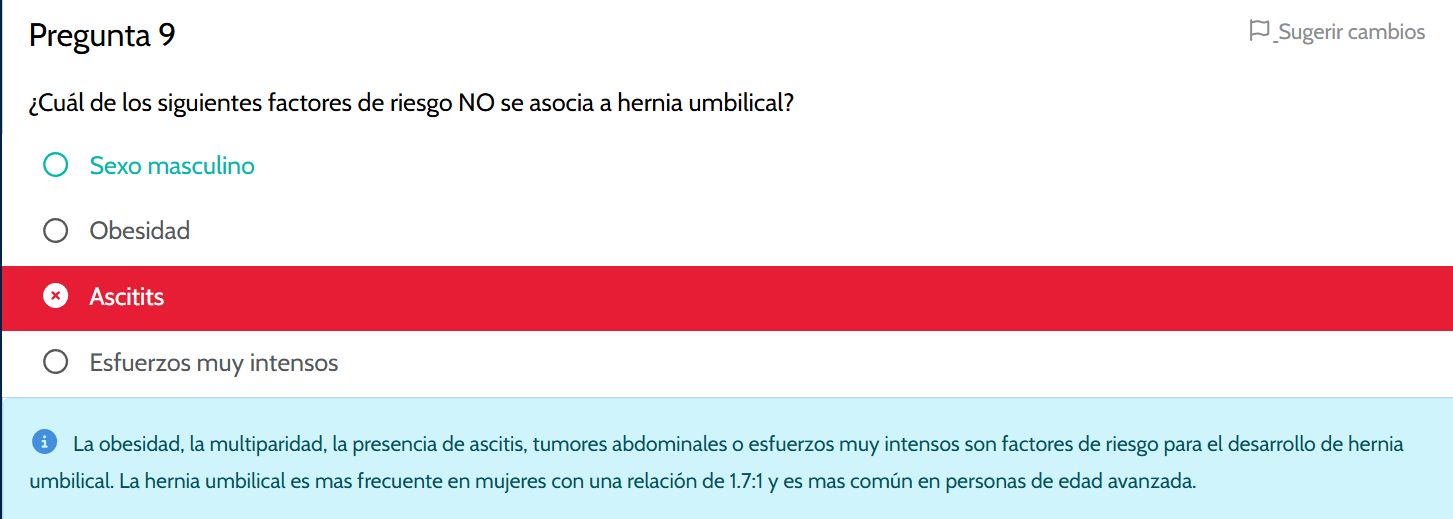 Pregunta 9
Sugerir cambios
¿Cuál de los siguientes factores de riesgo NO se asocia a hernia umbilical?
Sexo masculino
Obesidad
Ascitits
Esfuerzos muy intensos
La obesidad, la multiparidad, la presencia de ascitis, tumores abdominales o esfuerzos muy intensos son factores de riesgo para el desarrollo de hernia
umbilical. La hernia umbilical es mas frecuente en mujeres con una relación de 1.7:1 y es mas común en personas de edad avanzada.